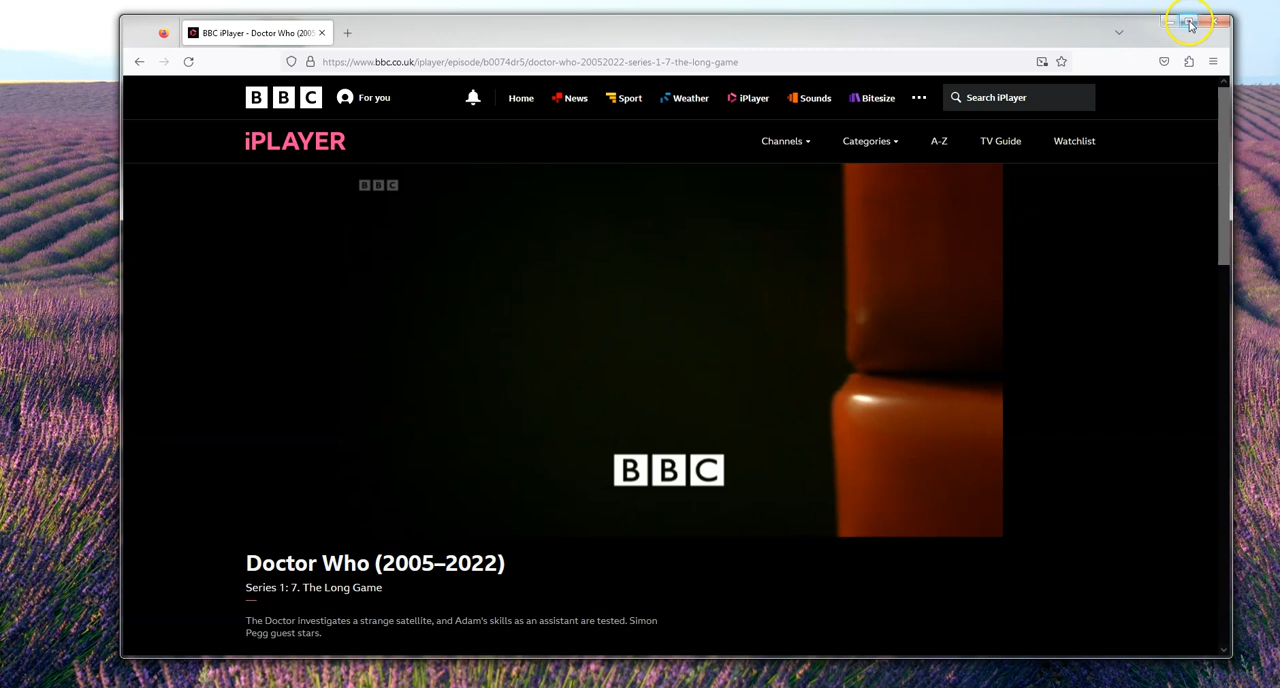 BBC iPlayer - Doctor Who (2005
https://www.bbc.co.uk/iplayer/episode/b0074dr5/doctor-who-20052022-series-1-7-the-long-game
BBC For you Home News Sport Weather iPlayer Sounds Bitesize Search iPlayer
iPLAYER Channels Categories A-Z TV Guide Watchlist
BBC
BBC
Doctor Who (2005–2022)
Series 1: 7. The Long Game
The Doctor investigates a strange satellite, and Adam's skills as an assistant are tested. Simon
Pegg guest stars.